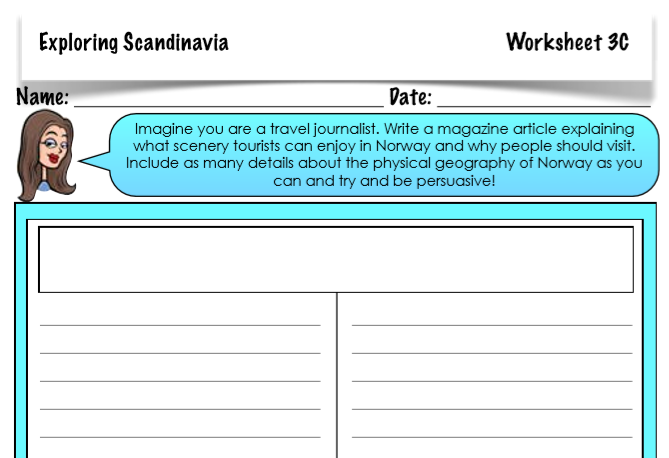 Exploring Scandinavia
Worksheet 3C
Name:
Date:
Imagine you are a travel journalist. Write a magazine article explaining
what scenery tourists can enjoy in Norway and why people should visit.
Include as many details about the physical geography of Norway as you
can and try and be persuasive!